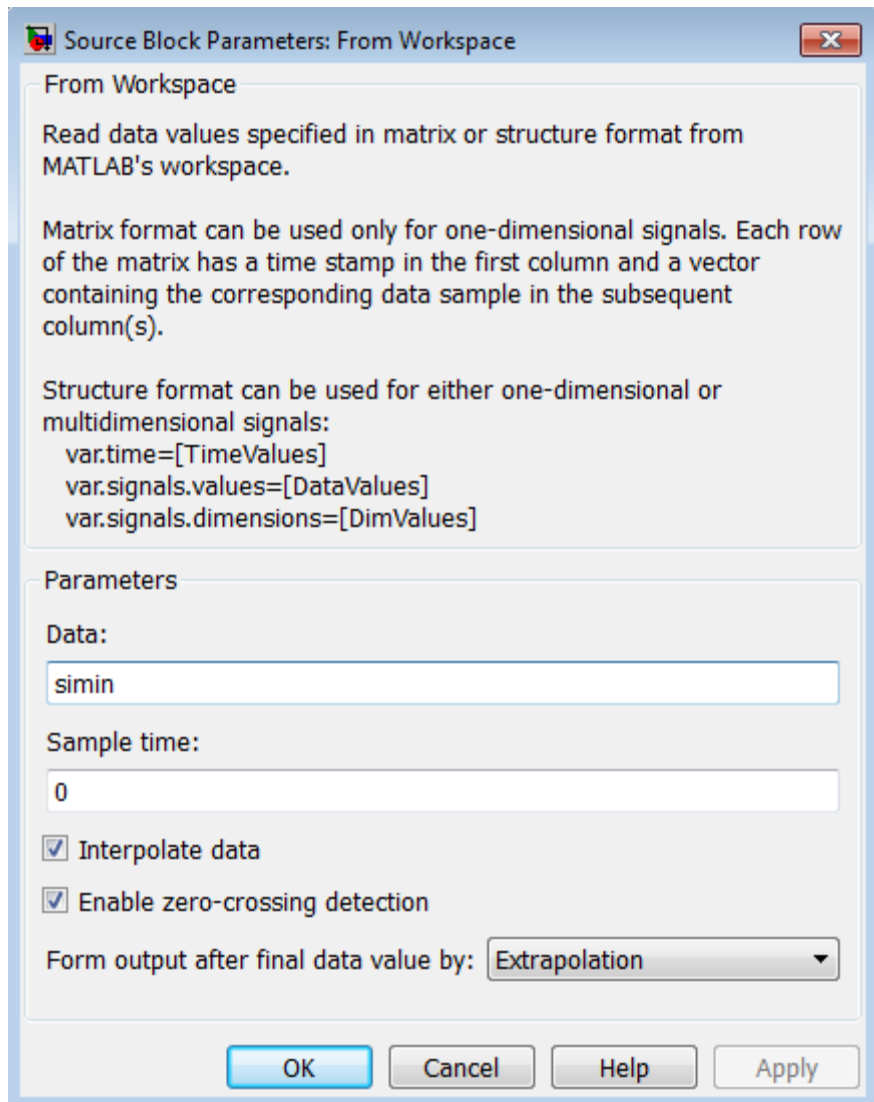 Source Block Parameters: From Workspace
From Workspace
Read data values specified in matrix or structure format from
MATLAB's workspace.
Matrix format can be used only for one-dimensional signals. Each row
of the matrix has a time stamp in the first column and a vector
containing the corresponding data sample in the subsequent
column(s).
Structure format can be used for either one-dimensional or
multidimensional signals:
var.time=[TimeValues]
var.signals.values=[DataValues]
var.signals.dimensions=[DimValues]
Parameters
Data:
simin
Sample time:
0
Interpolate data
Enable zero-crossing detection
Form output after final data value by: Extrapolation
OK Cancel Help Apply